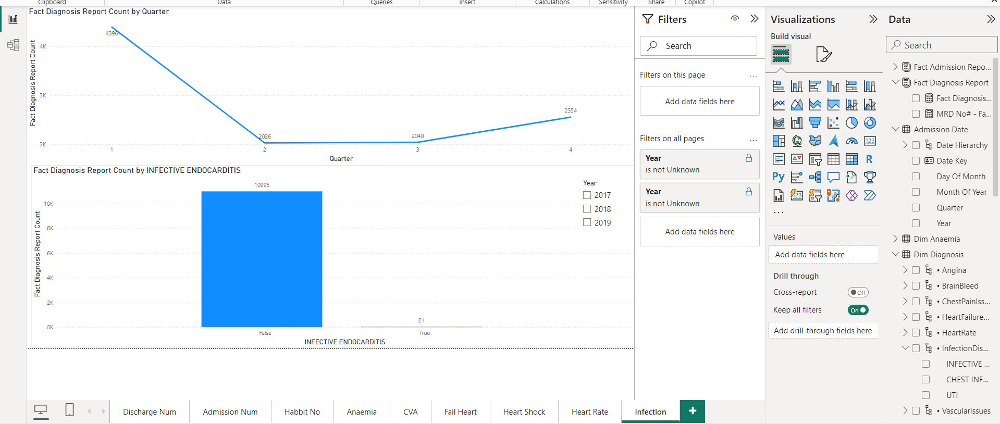 Clipboard
Data
Queries
Insert
Calculations
Sensitivity
Share
Copilot
Fact Diagnosis Report Count by Quarter
Fact Diagnosis Report Count
4K
3K
2K
4396
2026
2040
2554
1
2
3
4
Quarter
Fact Diagnosis Report Count by INFECTIVE ENDOCARDITIS
Fact Diagnosis Report Count
10K
8K
6K
4K
2K
0K
10995
21
False
True
INFECTIVE ENDOCARDITIS
Year
2017
2018
2019
Discharge Num
Admission Num
Habbit No
Anaemia
CVA
Fail Heart
Heart Shock
Heart Rate
Infection
+
Filters
Search
Filters on this page
...
Add data fields here
Filters on all pages
...
Year
is not Unknown
Year
is not Unknown
Add data fields here
Visualizations
Build visual
123
R
Py
123
...
Values
Add data fields here
Drill through
Cross-report
Off
Keep all filters
On
Add drill-through fields here
Data
Search
Fact Admission Repo...
Fact Diagnosis Report
Fact Diagnosis...
MRD No# - Fa...
Admission Date
Date Hierarchy
Date Key
Day Of Month
Month Of Year
Quarter
Year
Dim Anaemia
Dim Diagnosis
• Angina
• BrainBleed
• ChestPainIss...
• HeartFailure...
• HeartRate
• InfectionDis...
INFECTIVE ...
CHEST INF...
UTI
• VascularIssues